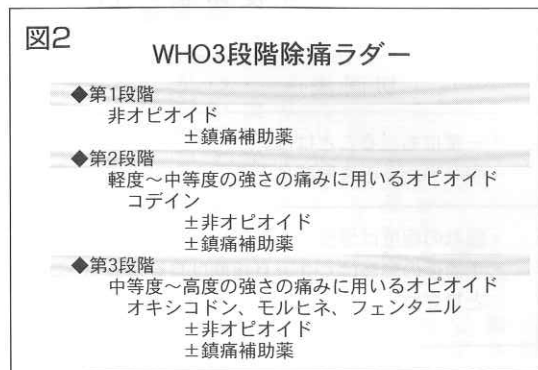 図2
WHO3段階除痛ラダー
◆第1段階
非オピオイド
±鎮痛補助薬
◆第2段階
軽度～中等度の強さの痛みに用いるオピオイド
コデイン
±非オピオイド
±鎮痛補助薬
◆第3段階
中等度～高度の強さの痛みに用いるオピオイド
オキシコドン、モルヒネ、フェンタニル
±非オピオイド
±鎮痛補助薬